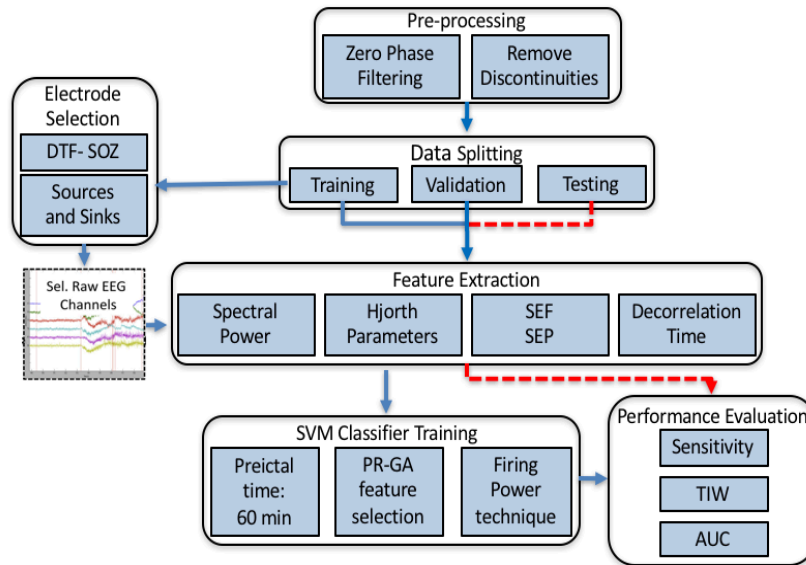 Pre-processing
Zero Phase
Filtering
Remove
Discontinuities
Electrode
Selection
DTF- SOZ
Sources
and Sinks
Data Splitting
Training
Validation
Testing
Sel. Raw EEG
Channels
Feature Extraction
Spectral
Power
Hjorth
Parameters
SEF
SEP
Decorrelation
Time
SVM Classifier Training
Preictal
time:
60 min
PR-GA
feature
selection
Firing
Power
technique
Performance Evaluation
Sensitivity
TIW
AUC